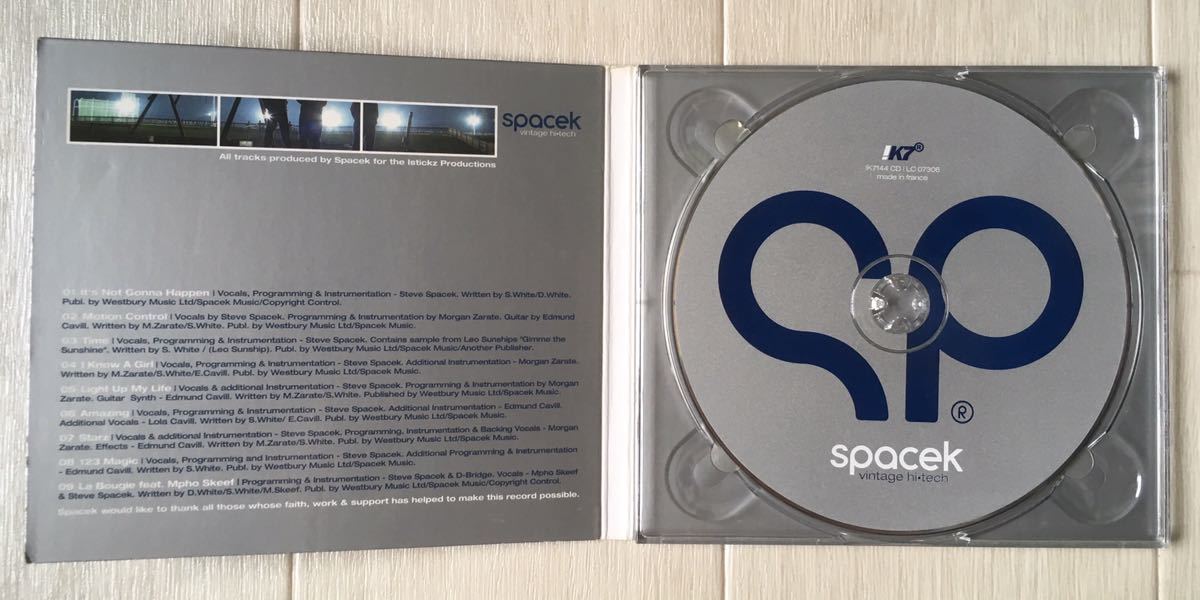 spacek
vintage hi•tech
All tracks produced by Spacek for the Istickz Productions
01 It's Not Gonna Happen | Vocals, Programming & Instrumentation - Steve Spacek. Written by S.White/D.White.
Publ. by Westbury Music Ltd/Spacek Music/Copyright Control.
02 Motion Control | Vocals by Steve Spacek. Programming & Instrumentation by Morgan Zarate. Guitar by Edmund
Cavill. Written by M.Zarate/S.White. Publ. by Westbury Music Ltd/Spacek Music.
03 Time | Vocals, Programming & Instrumentation - Steve Spacek. Contains sample from Leo Sunships "Gimme the
Sunshine". Written by S. White / (Leo Sunship). Publ. by Westbury Music Ltd/Spacek Music/Another Publisher.
04 I Know A Girl | Vocals, Programming & Instrumentation - Steve Spacek. Additional Instrumentation - Morgan Zarate.
Written by M.Zarate/S.White/E.Cavill. Publ. by Westbury Music Ltd/Spacek Music.
05 Light Up My Life | Vocals & additional Instrumentation - Steve Spacek. Programming & Instrumentation by Morgan
Zarate. Guitar Synth - Edmund Cavill. Written by M.Zarate/S.White. Published by Westbury Music Ltd/Spacek Music.
06 Amazing | Vocals, Programming & Instrumentation - Steve Spacek. Additional Instrumentation - Edmund Cavill.
Additional Vocals - Lola Cavill. Written by S.White/ E.Cavill. Publ. by Westbury Music Ltd/Spacek Music.
07 Starz | Vocals & additional Instrumentation - Steve Spacek. Programming, Instrumentation & Backing Vocals - Morgan
Zarate. Effects - Edmund Cavill. Written by M.Zarate/S.White. Publ. by Westbury Music Ltd/Spacek Music.
08 123 Magic | Vocals, Programming and Instrumentation - Steve Spacek. Additional Programming & Instrumentation
- Edmund Cavill. Written by S.White. Publ. by Westbury Music Ltd/Spacek Music.
09 La Bougie feat. Mpho Skeef | Programming & Instrumentation - Steve Spacek & D-Bridge. Vocals - Mpho Skeef
& Steve Spacek. Written by D.White/S.White/M.Skeef. Publ. by Westbury Music Ltd/Spacek Music/Copyright Control.
Spacek would like to thank all those whose faith, work & support has helped to make this record possible.
!K7®
!K7144 CD | LC 07306
made in france
sp®
spacek
vintage hi•tech